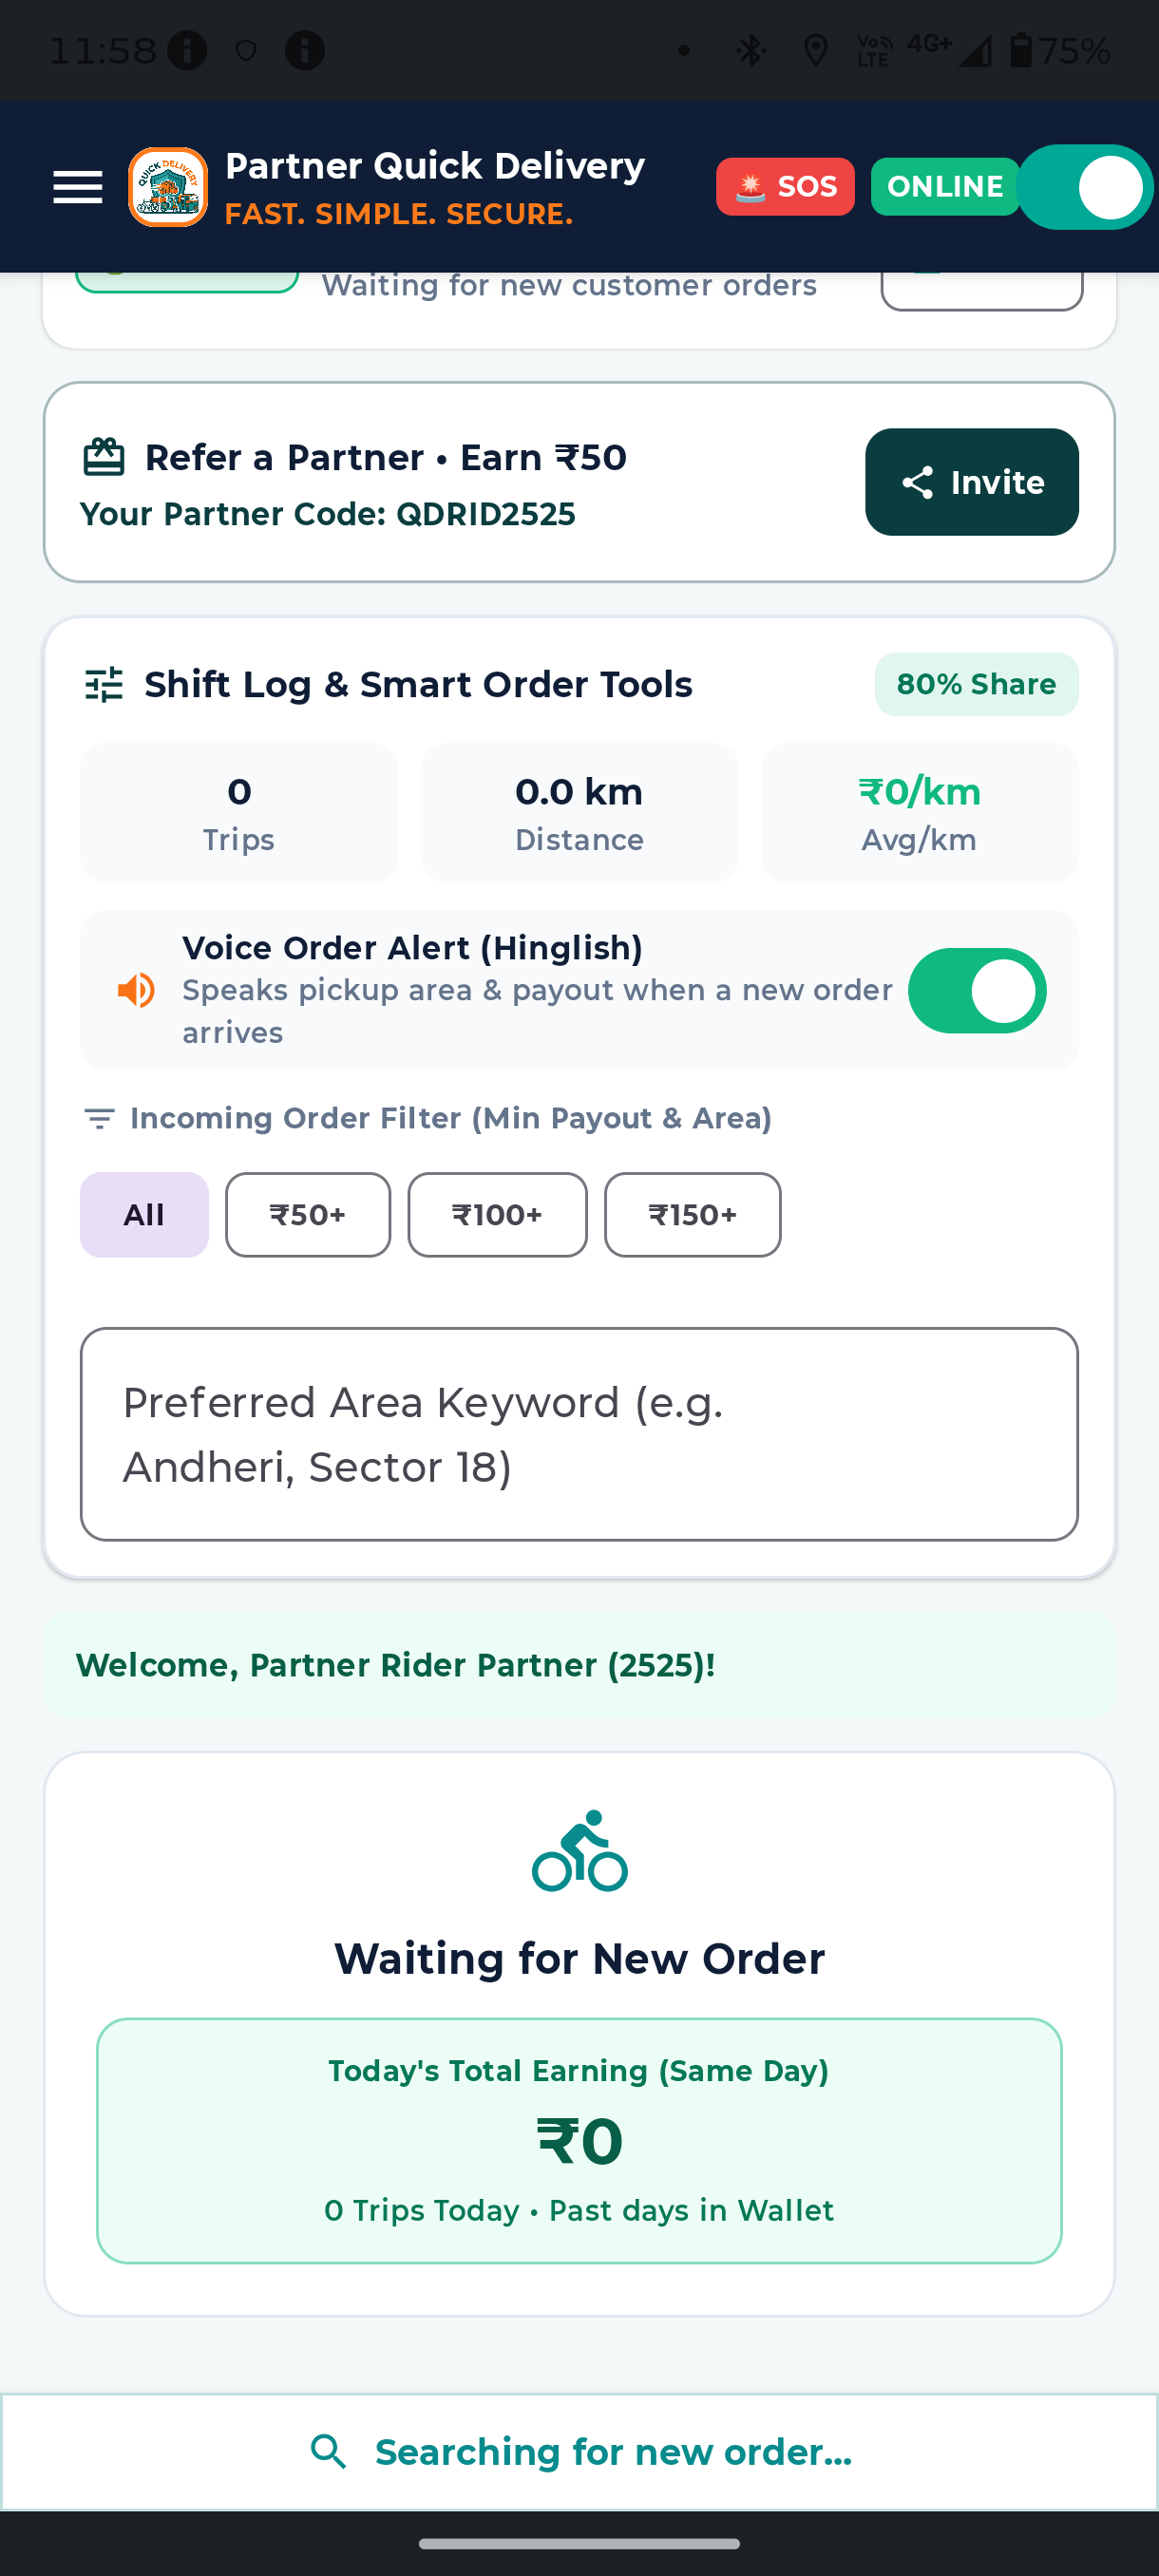 11:58
Vo LTE 4G+ 75%
QUICK DELIVERY
Partner Quick Delivery
FAST. SIMPLE. SECURE.
SOS
ONLINE
Waiting for new customer orders
Refer a Partner • Earn ₹50
Your Partner Code: QDRID2525
Invite
Shift Log & Smart Order Tools
80% Share
0
Trips
0.0 km
Distance
₹0/km
Avg/km
Voice Order Alert (Hinglish)
Speaks pickup area & payout when a new order
arrives
Incoming Order Filter (Min Payout & Area)
All
₹50+
₹100+
₹150+
Preferred Area Keyword (e.g.
Andheri, Sector 18)
Welcome, Partner Rider Partner (2525)!
Waiting for New Order
Today's Total Earning (Same Day)
₹0
0 Trips Today • Past days in Wallet
Searching for new order...